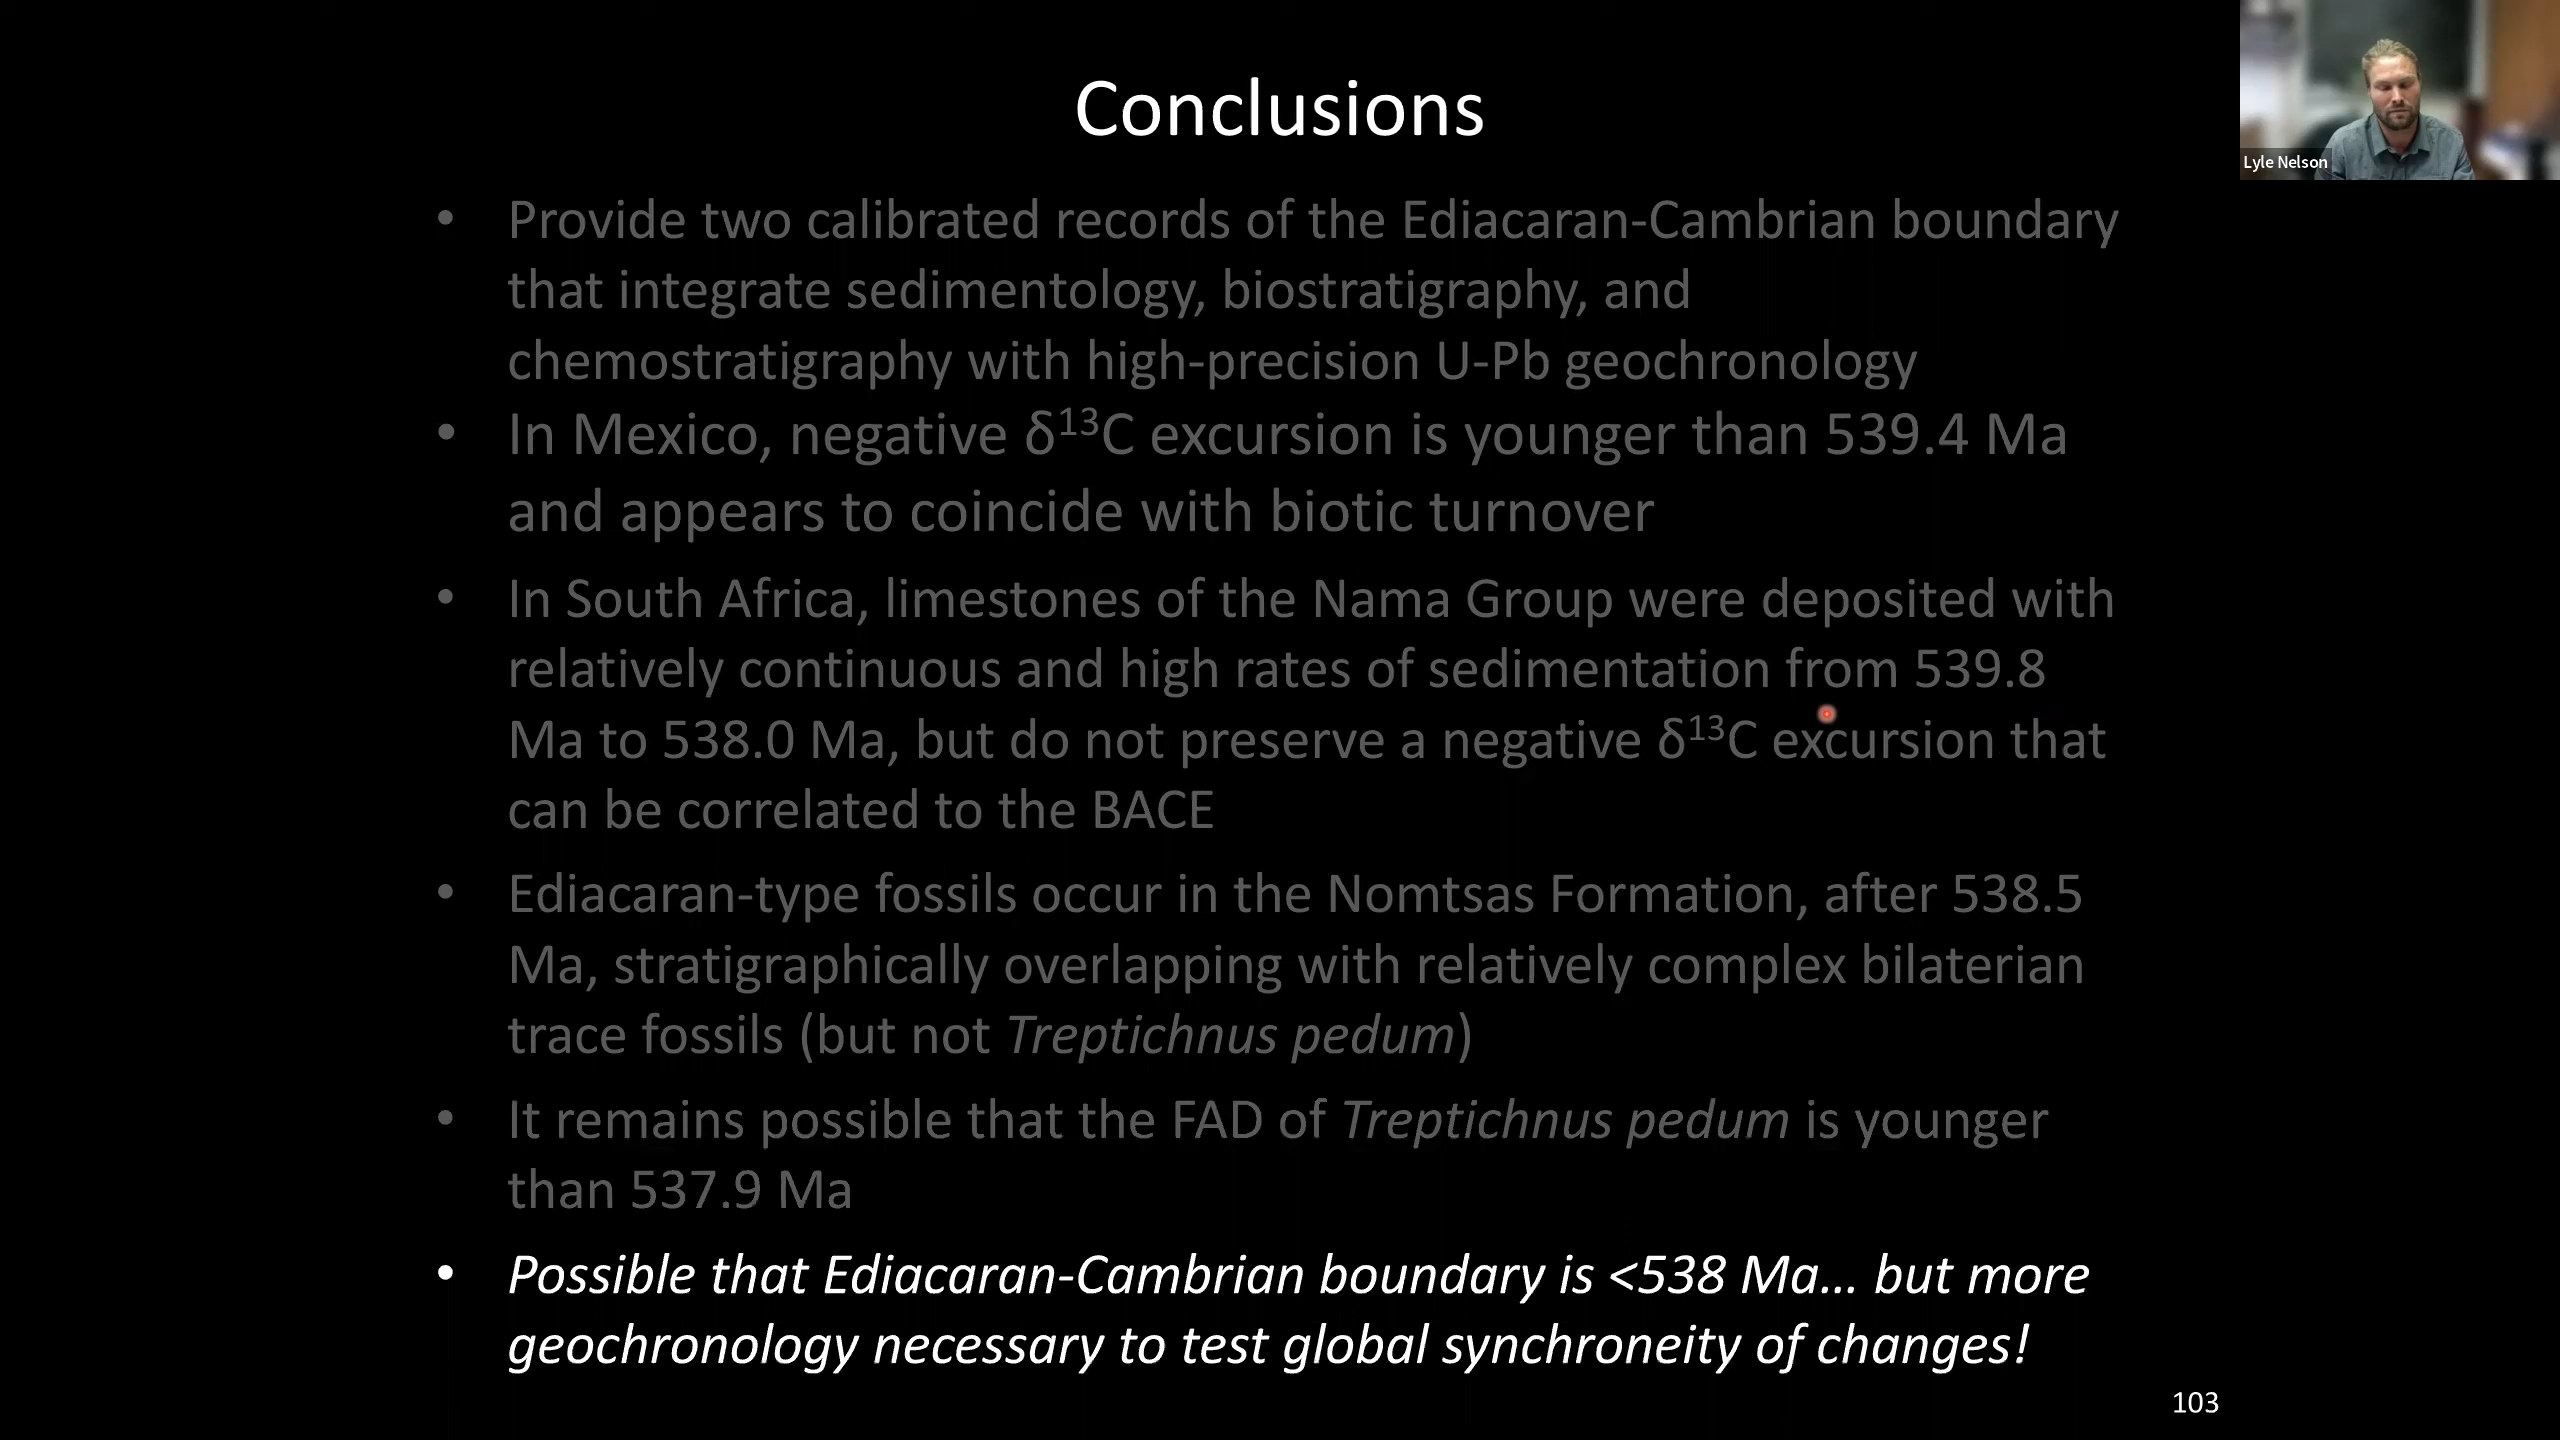 Conclusions
Lyle Nelson
• Provide two calibrated records of the Ediacaran-Cambrian boundary
that integrate sedimentology, biostratigraphy, and
chemostratigraphy with high-precision U-Pb geochronology
• In Mexico, negative δ¹³C excursion is younger than 539.4 Ma
and appears to coincide with biotic turnover
• In South Africa, limestones of the Nama Group were deposited with
relatively continuous and high rates of sedimentation from 539.8
Ma to 538.0 Ma, but do not preserve a negative δ¹³C excursion that
can be correlated to the BACE
• Ediacaran-type fossils occur in the Nomtsas Formation, after 538.5
Ma, stratigraphically overlapping with relatively complex bilaterian
trace fossils (but not Treptichnus pedum)
• It remains possible that the FAD of Treptichnus pedum is younger
than 537.9 Ma
• Possible that Ediacaran-Cambrian boundary is <538 Ma... but more
geochronology necessary to test global synchroneity of changes!
103